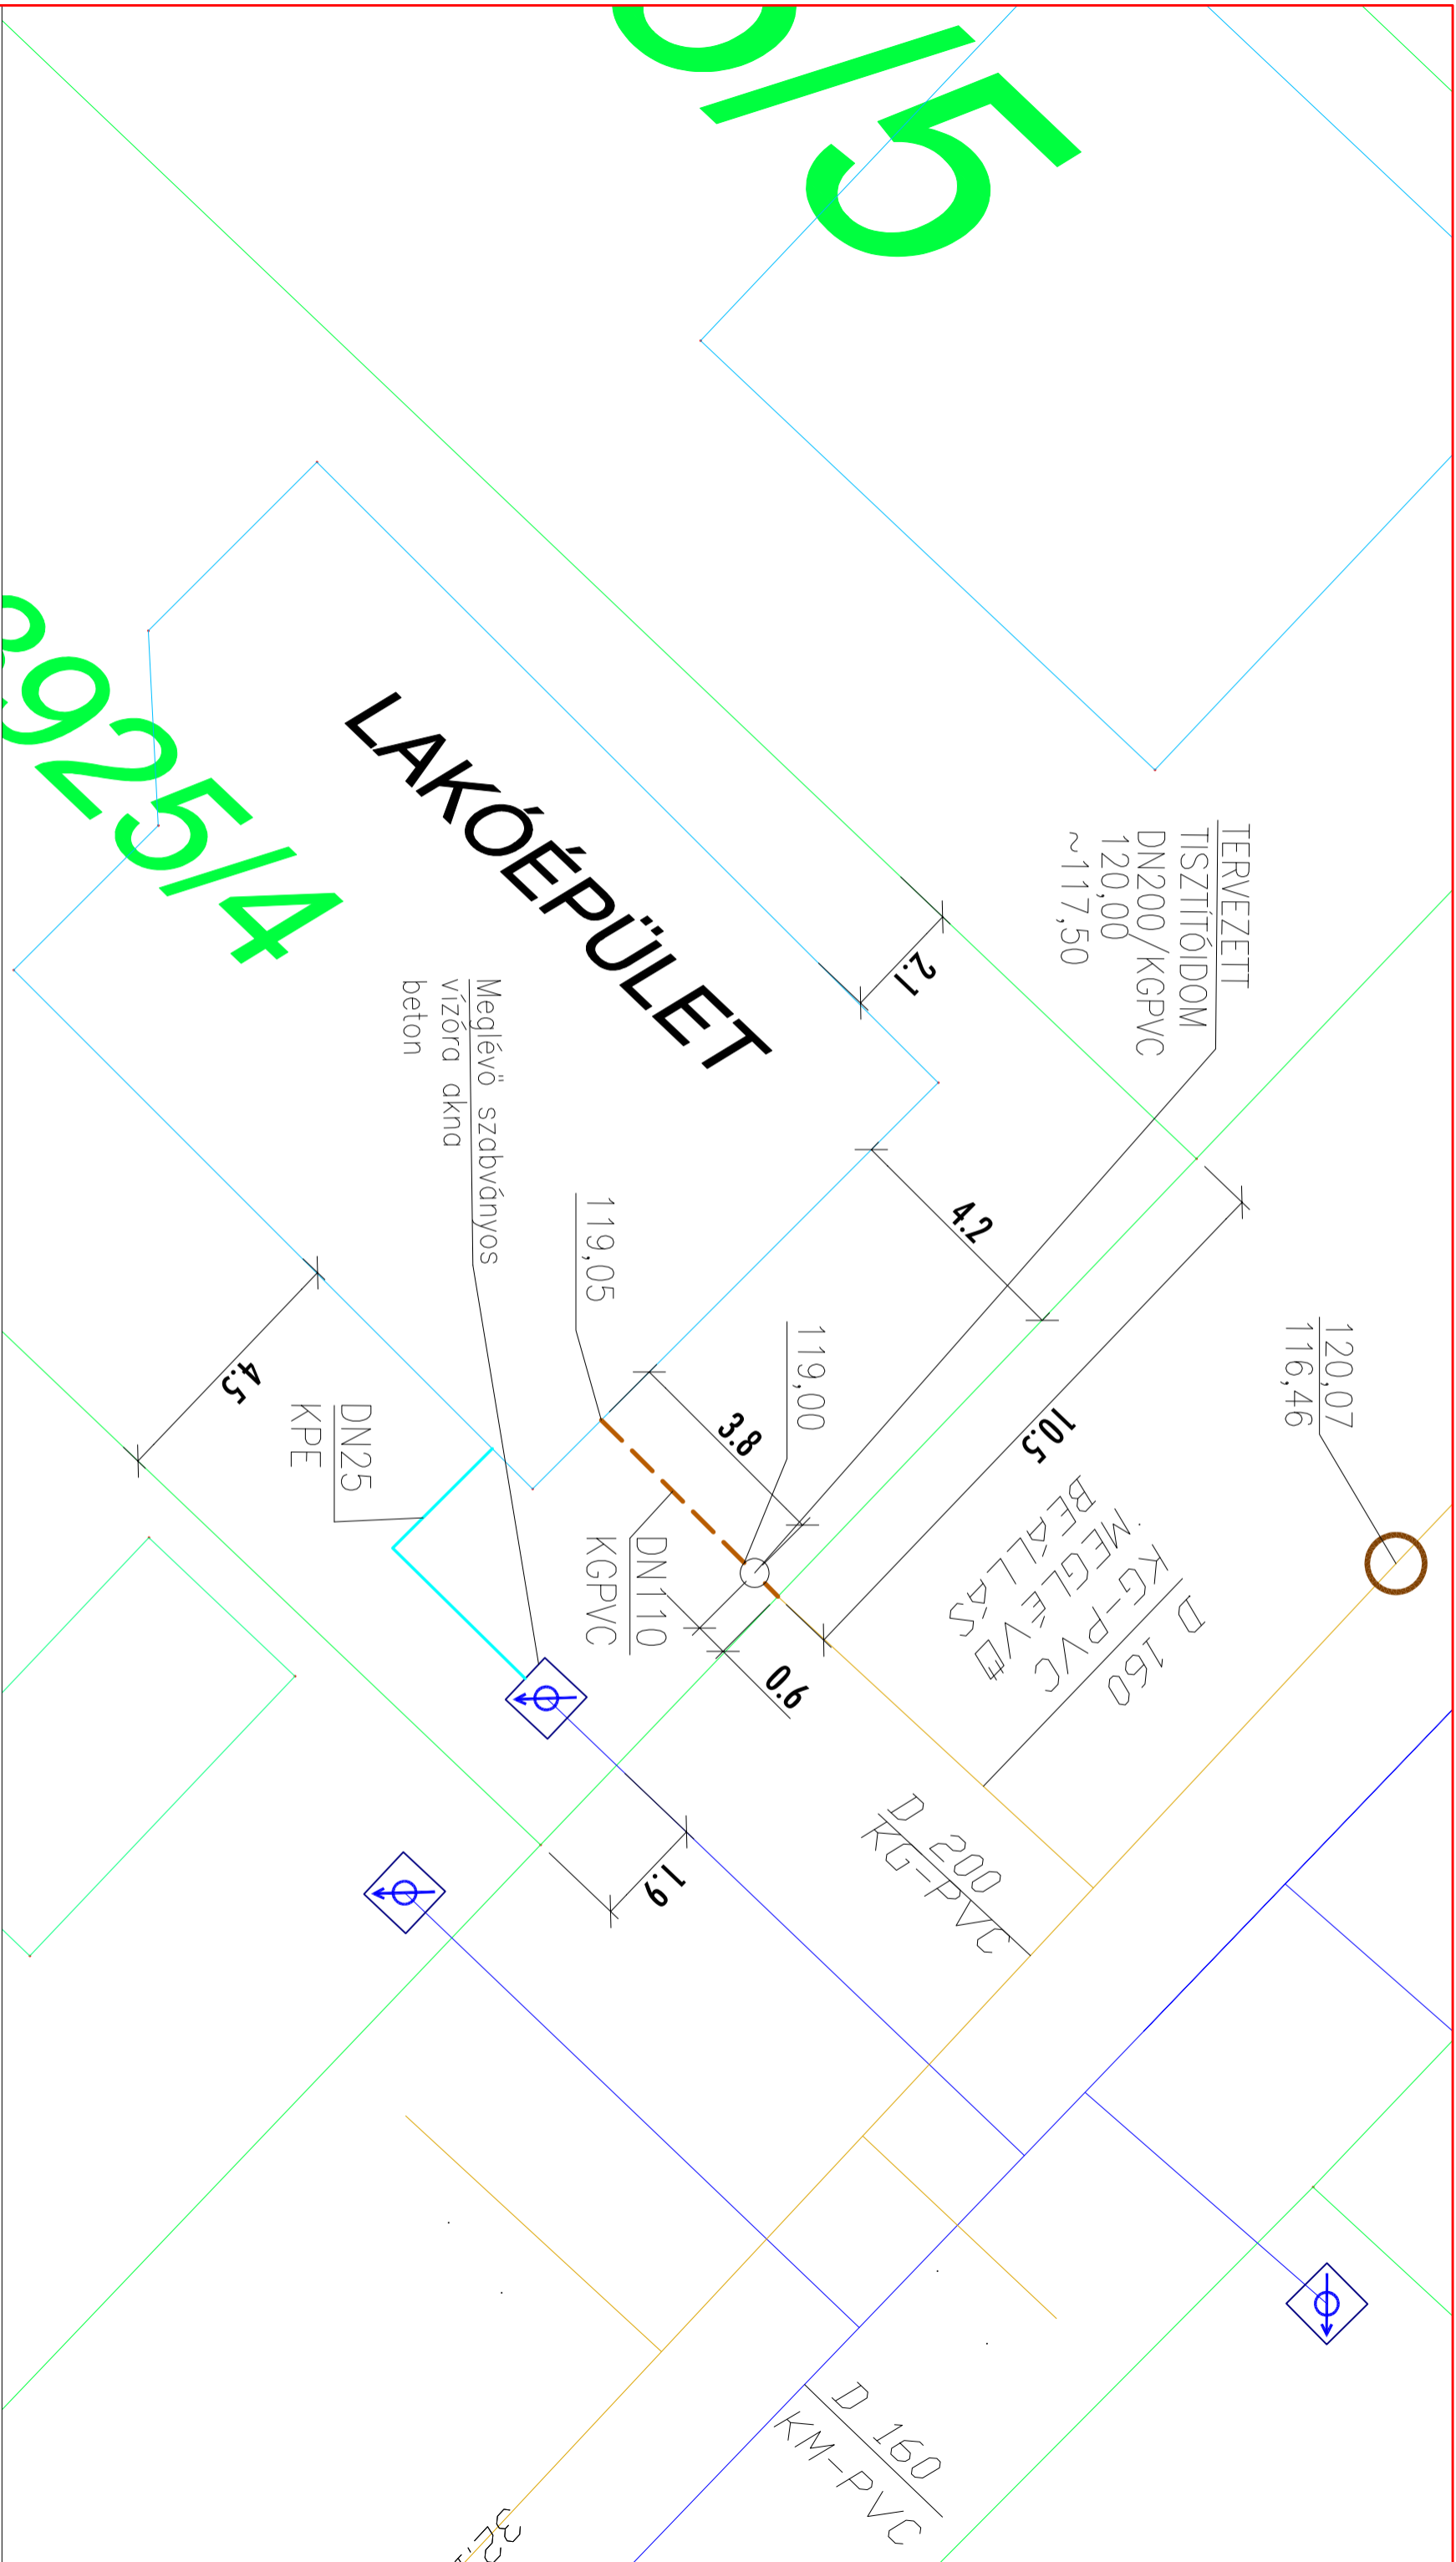 /5
3925/4
LAKÓÉPÜLET
TERVEZETT
TISZTÍTÓIDOM
DN200/KGPVC
120,00
~117,50
2.1
Meglévő szabványos
vízóra akna
beton
4.2
119,05
119,00
120,07
116,46
10.5
3.8
4.5
DN25
KPE
DN110
KGPVC
D 160
KG-PVC
MEGLÉVŐ
BEÁLLÁS
0.6
D 200
KG-PVC
1.9
D 160
KM-PVC